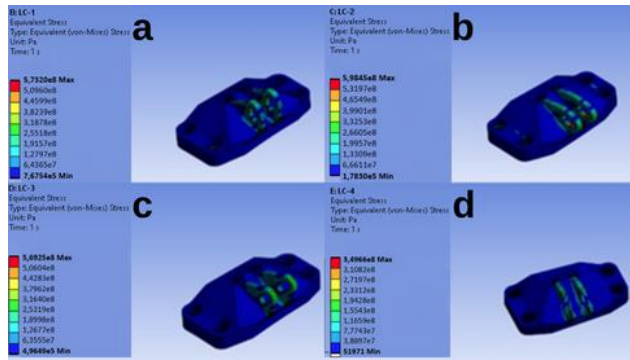 B: LC-1
Equivalent Stress
Type: Equivalent (von-Mises) Stress
Unit: Pa
Time: 1 s
a
5,7320e8 Max
5,0960e8
4,4599e8
3,8239e8
3,1878e8
2,5518e8
1,9157e8
1,2797e8
6,4365e7
7,6754e5 Min
C: LC-2
Equivalent Stress
Type: Equivalent (von-Mises) Stress
Unit: Pa
Time: 1 s
b
5,9845e8 Max
5,3197e8
4,6549e8
3,9901e8
3,3253e8
2,6605e8
1,9957e8
1,3309e8
6,6611e7
1,7830e5 Min
D: LC-3
Equivalent Stress
Type: Equivalent (von-Mises) Stress
Unit: Pa
Time: 1 s
c
5,6925e8 Max
5,0604e8
4,4283e8
3,7962e8
3,1640e8
2,5319e8
1,8998e8
1,2677e8
6,3555e7
4,9649e5 Min
E: LC-4
Equivalent Stress
Type: Equivalent (von-Mises) Stress
Unit: Pa
Time: 1 s
d
3,4966e8 Max
3,1082e8
2,7197e8
2,3312e8
1,9428e8
1,5543e8
1,1659e8
7,7743e7
3,8897e7
51971 Min